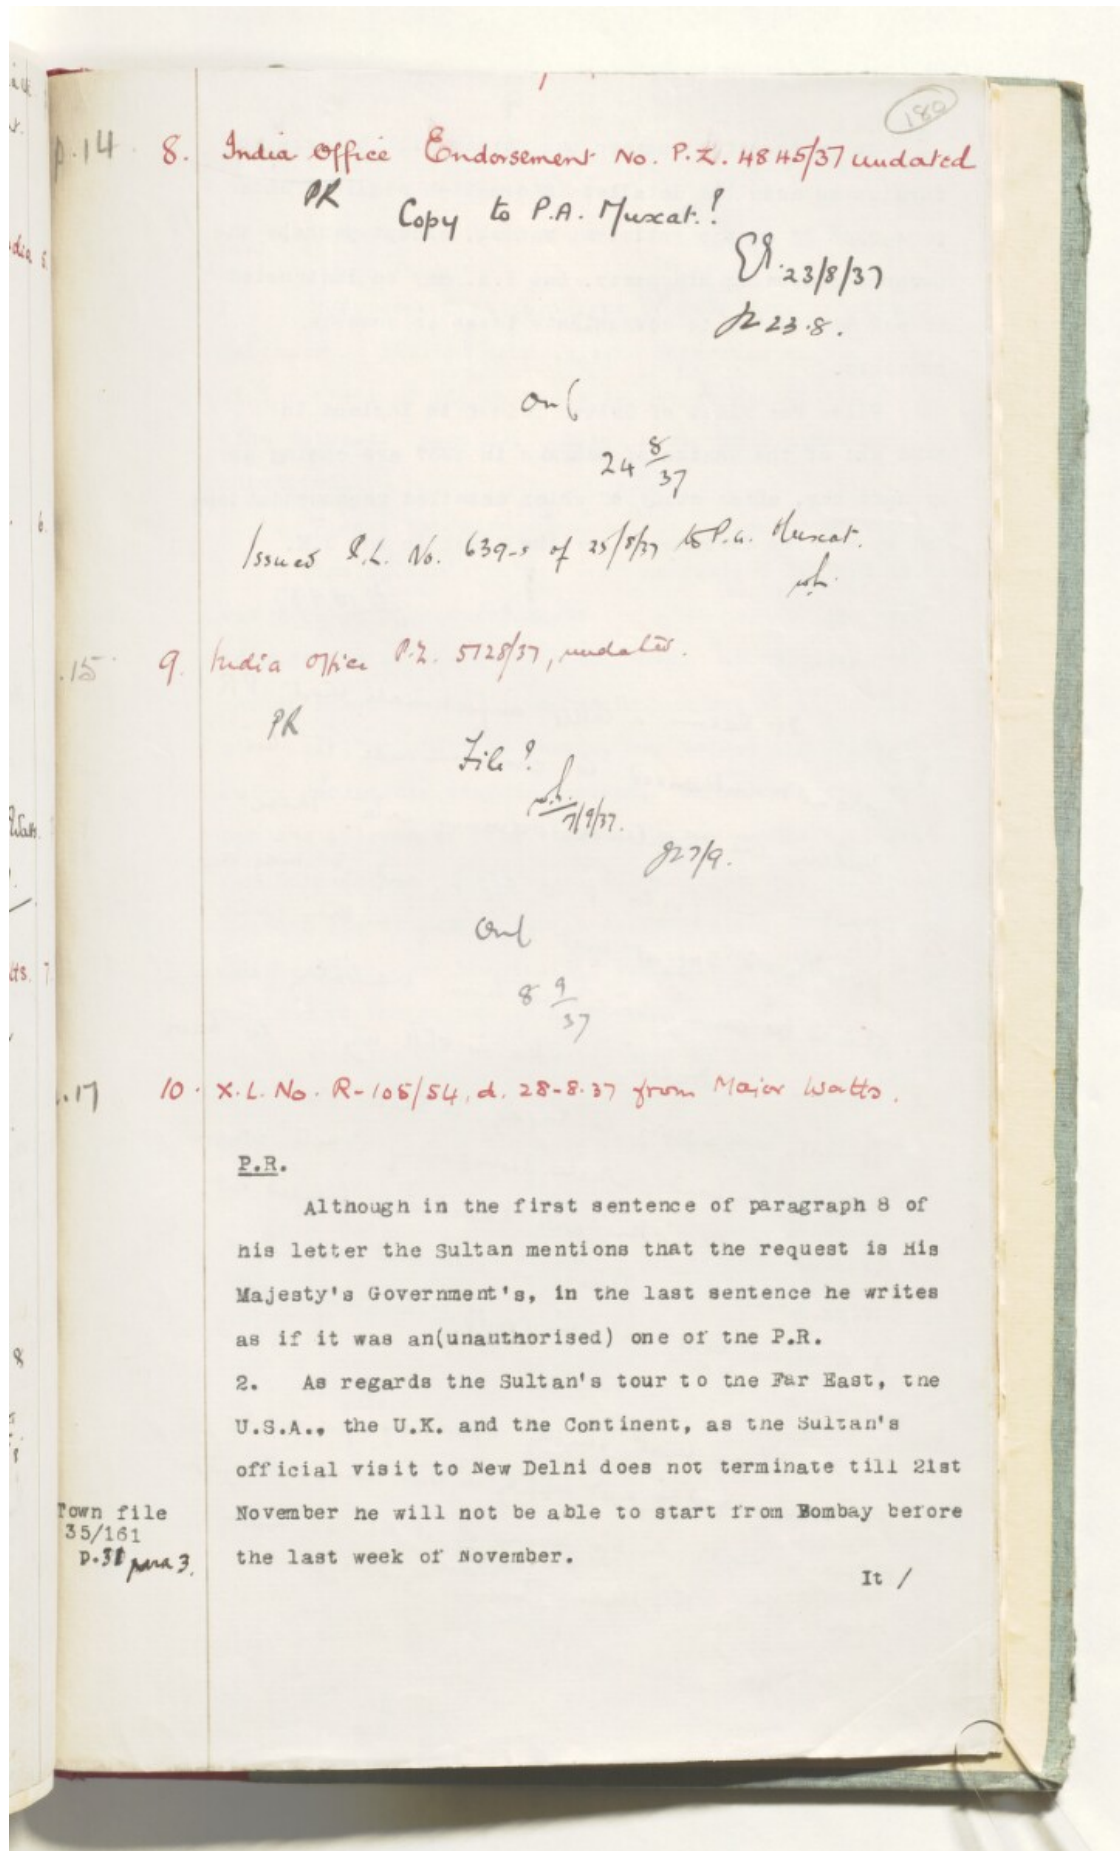 180
p.14 8. India Office Endorsement No. P.Z. 4845/37 undated
PR
Copy to P.A. Muscat.?
23/8/37
23.8.
24 8/37
Issued P.L. No. 639-s of 25/8/37 to P.A. Muscat.
.15 9. India Office P.Z. 5728/37, undated.
PR
File ?
7/9/37.
7/9.
8 9/37
.17 10. X.L. No. R-105/54, d. 28-8-37 from Major Watts.
P.R.
Although in the first sentence of paragraph 8 of
his letter the Sultan mentions that the request is His
Majesty's Government's, in the last sentence he writes
as if it was an(unauthorised) one of the P.R.
2. As regards the Sultan's tour to the Far East, the
U.S.A., the U.K. and the Continent, as the Sultan's
official visit to New Delhi does not terminate till 21st
November he will not be able to start from Bombay before
the last week of November.
Town file
35/161
p.31 para 3.
It /